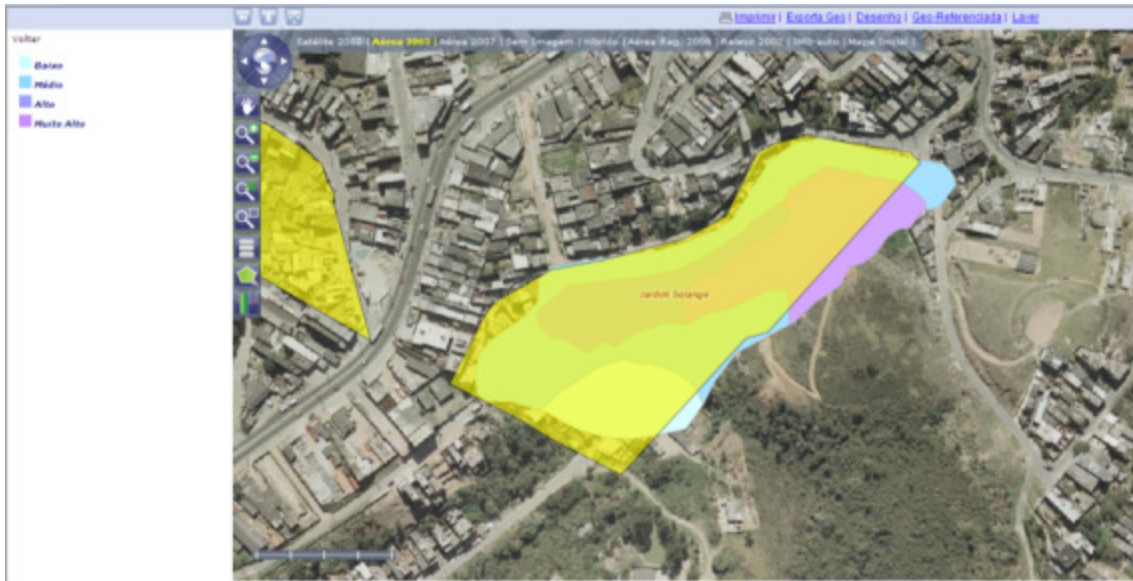 Imprimir | Exporta Geo | Desenho | Geo-Referenciada | Layer
Voltar
Satélite 2002 | Aérea 2003 | Aérea 2007 | Sem Imagem | Híbrido | Aérea Rag. 2006 | Relevo 2002 | Info-auto | Mapa Inicial |
Baixo
Médio
Alto
Muito Alto
Jardim Solange